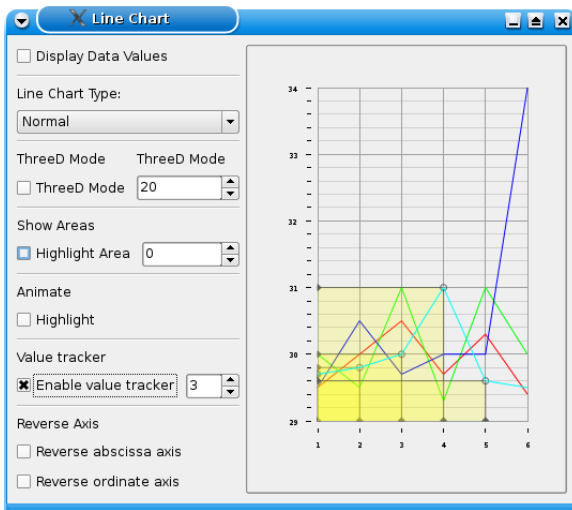 Line Chart
Display Data Values
Line Chart Type:
Normal
ThreeD Mode ThreeD Mode
ThreeD Mode 20
Show Areas
Highlight Area 0
Animate
Highlight
Value tracker
Enable value tracker 3
Reverse Axis
Reverse abscissa axis
Reverse ordinate axis
34
33
32
31
30
29
1 2 3 4 5 6